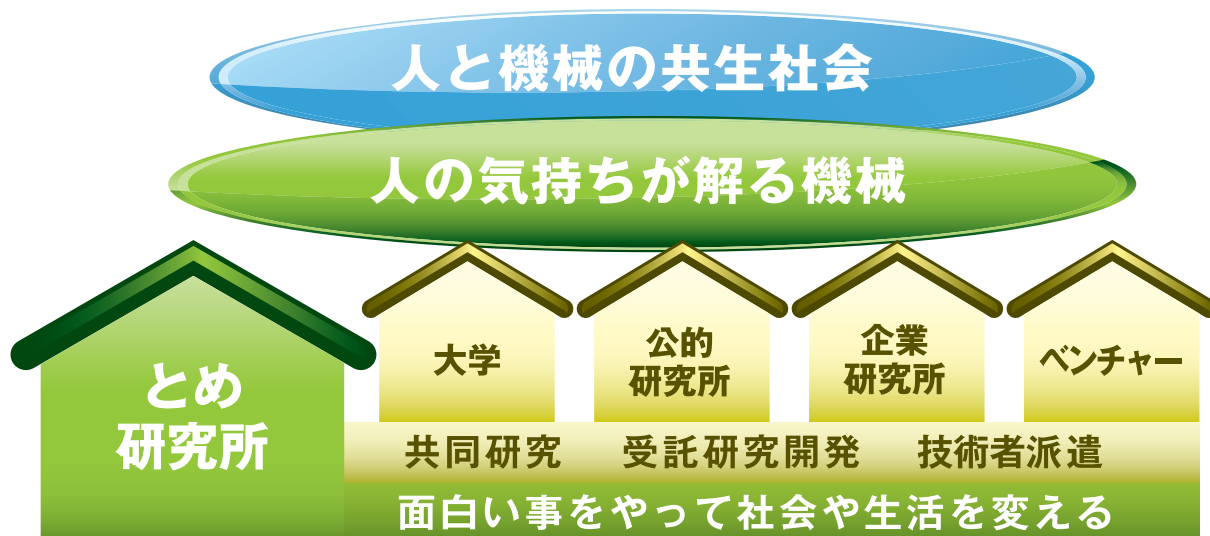 人と機械の共生社会
人の気持ちが解る機械
とめ
研究所
大学
公的
研究所
企業
研究所
ベンチャー
共同研究 受託研究開発 技術者派遣
面白い事をやって社会や生活を変える